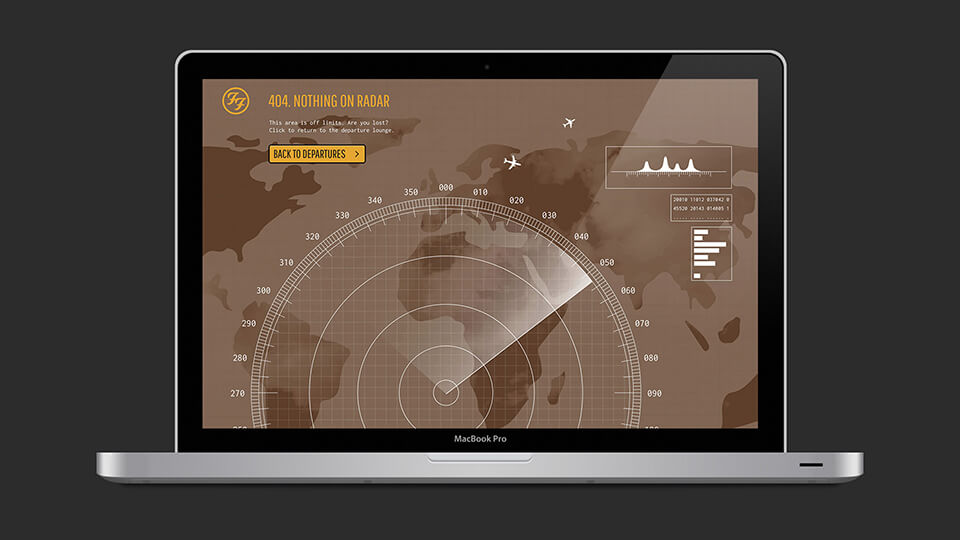 FF
404. NOTHING ON RADAR
This area is off limits. Are you lost?
Click to return to the departure lounge.
BACK TO DEPARTURES
350 000 010
340 020
330 030
320 040
310 050
300 060
290 070
280 080
270 090
20010 11012 037042 0
45520 20143 014005 1
MacBook Pro